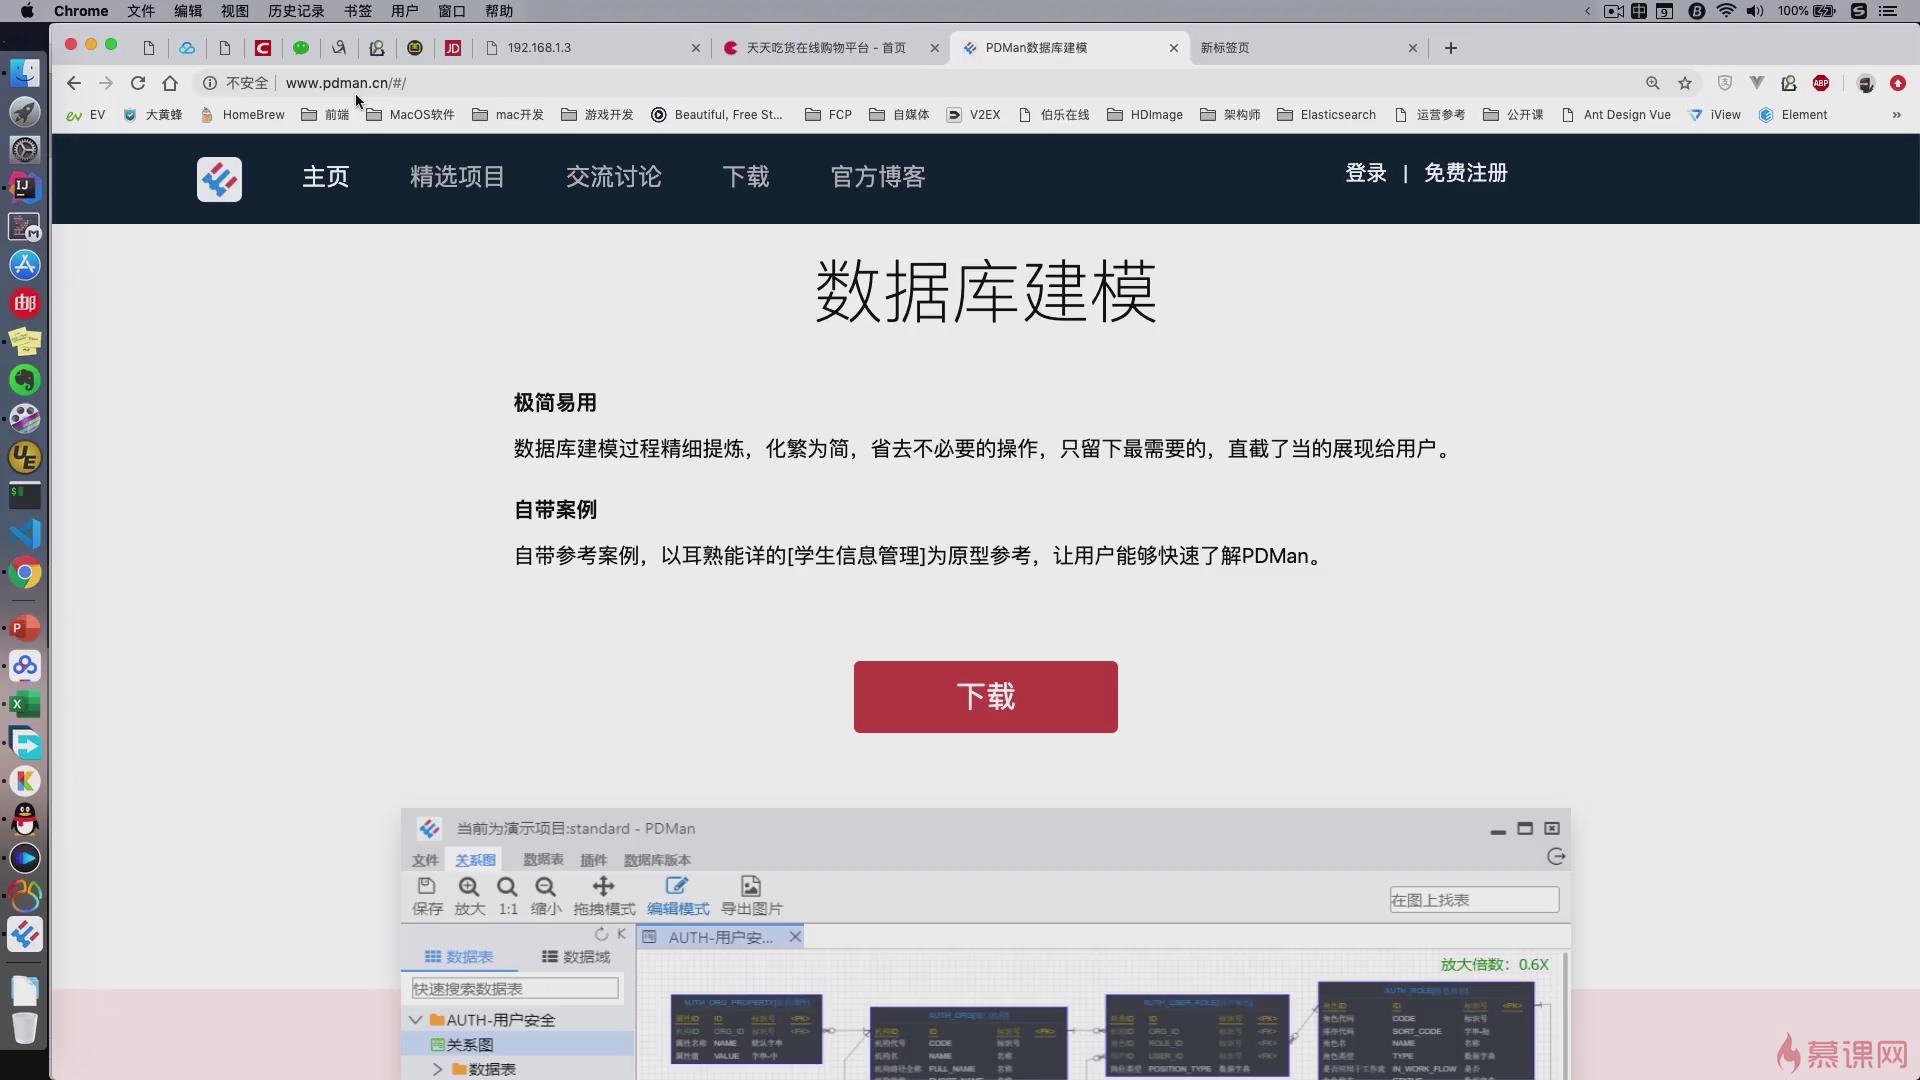 Chrome 文件 编辑 视图 历史记录 书签 用户 窗口 帮助 100%
192.168.1.3 天天吃货在线购物平台 - 首页 PDMan数据库建模 新标签页
不安全 www.pdman.cn/#/
EV 大黄蜂 HomeBrew 前端 MacOS软件 mac开发 游戏开发 Beautiful, Free St... FCP 自媒体 V2EX 伯乐在线 HDImage 架构师 Elasticsearch 运营参考 公开课 Ant Design Vue iView Element »
主页 精选项目 交流讨论 下载 官方博客 登录 | 免费注册
数据库建模
极简易用
数据库建模过程精细提炼，化繁为简，省去不必要的操作，只留下最需要的，直截了当的展现给用户。
自带案例
自带参考案例，以耳熟能详的[学生信息管理]为原型参考，让用户能够快速了解PDMan。
下载
当前为演示项目:standard - PDMan
文件 关系图 数据表 插件 数据库版本
保存 放大 1:1 缩小 拖拽模式 编辑模式 导出图片 在图上找表
AUTH-用户安...
数据表 数据域
放大倍数：0.6X
快速搜索数据表
AUTH-用户安全
关系图
数据表
慕课网